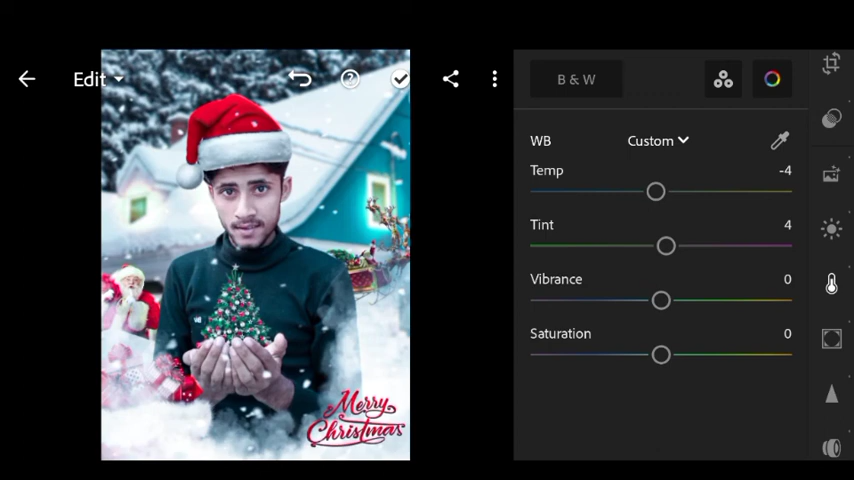 Edit
B & W
WB Custom
Temp -4
Tint 4
Vibrance 0
Saturation 0
Merry
Christmas